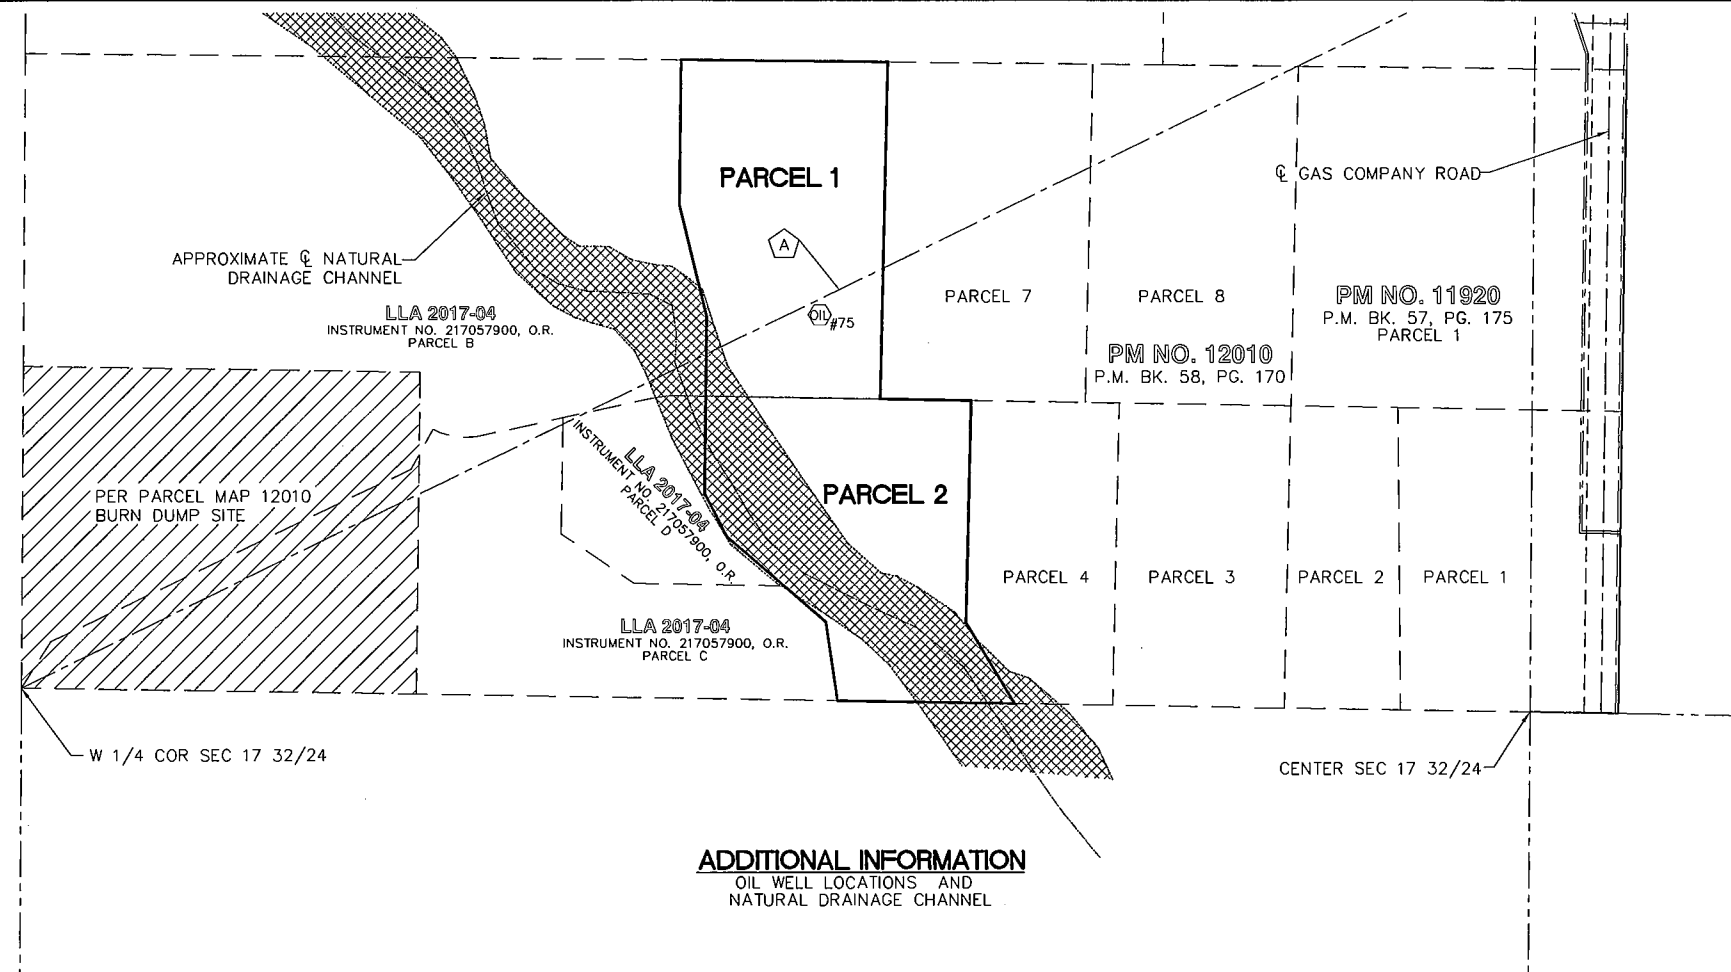 PARCEL 1
A
OIL #75
℄ GAS COMPANY ROAD
APPROXIMATE ℄ NATURAL
DRAINAGE CHANNEL
LLA 2017-04
INSTRUMENT NO. 217057900, O.R.
PARCEL B
PARCEL 7
PARCEL 8
PM NO. 11920
P.M. BK. 57, PG. 175
PARCEL 1
PM NO. 12010
P.M. BK. 58, PG. 170
PER PARCEL MAP 12010
BURN DUMP SITE
LLA 2017-04
INSTRUMENT NO. 217057900, O.R.
PARCEL D
PARCEL 2
PARCEL 4
PARCEL 3
PARCEL 2
PARCEL 1
LLA 2017-04
INSTRUMENT NO. 217057900, O.R.
PARCEL C
W 1/4 COR SEC 17 32/24
CENTER SEC 17 32/24
ADDITIONAL INFORMATION
OIL WELL LOCATIONS AND
NATURAL DRAINAGE CHANNEL